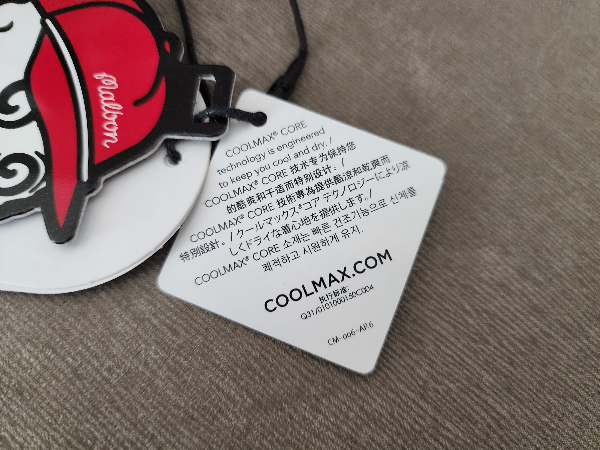 Malbon
COOLMAX® CORE
technology is engineered
to keep you cool and dry. /
COOLMAX® CORE 技术专为保持您
的酷爽和干适而特别设计。/
COOLMAX® CORE 技術專為提供酷涼和乾爽而
特別設計。/ クールマックス®コア テクノロジーにより涼
しくドライな着心地を提供します。/
COOLMAX® CORE 소재는 빠른 건조기능으로 신체를
쾌적하고 시원하게 유지.
COOLMAX.COM
执行标准:
Q31/0101000180C004
CM-006-AP6